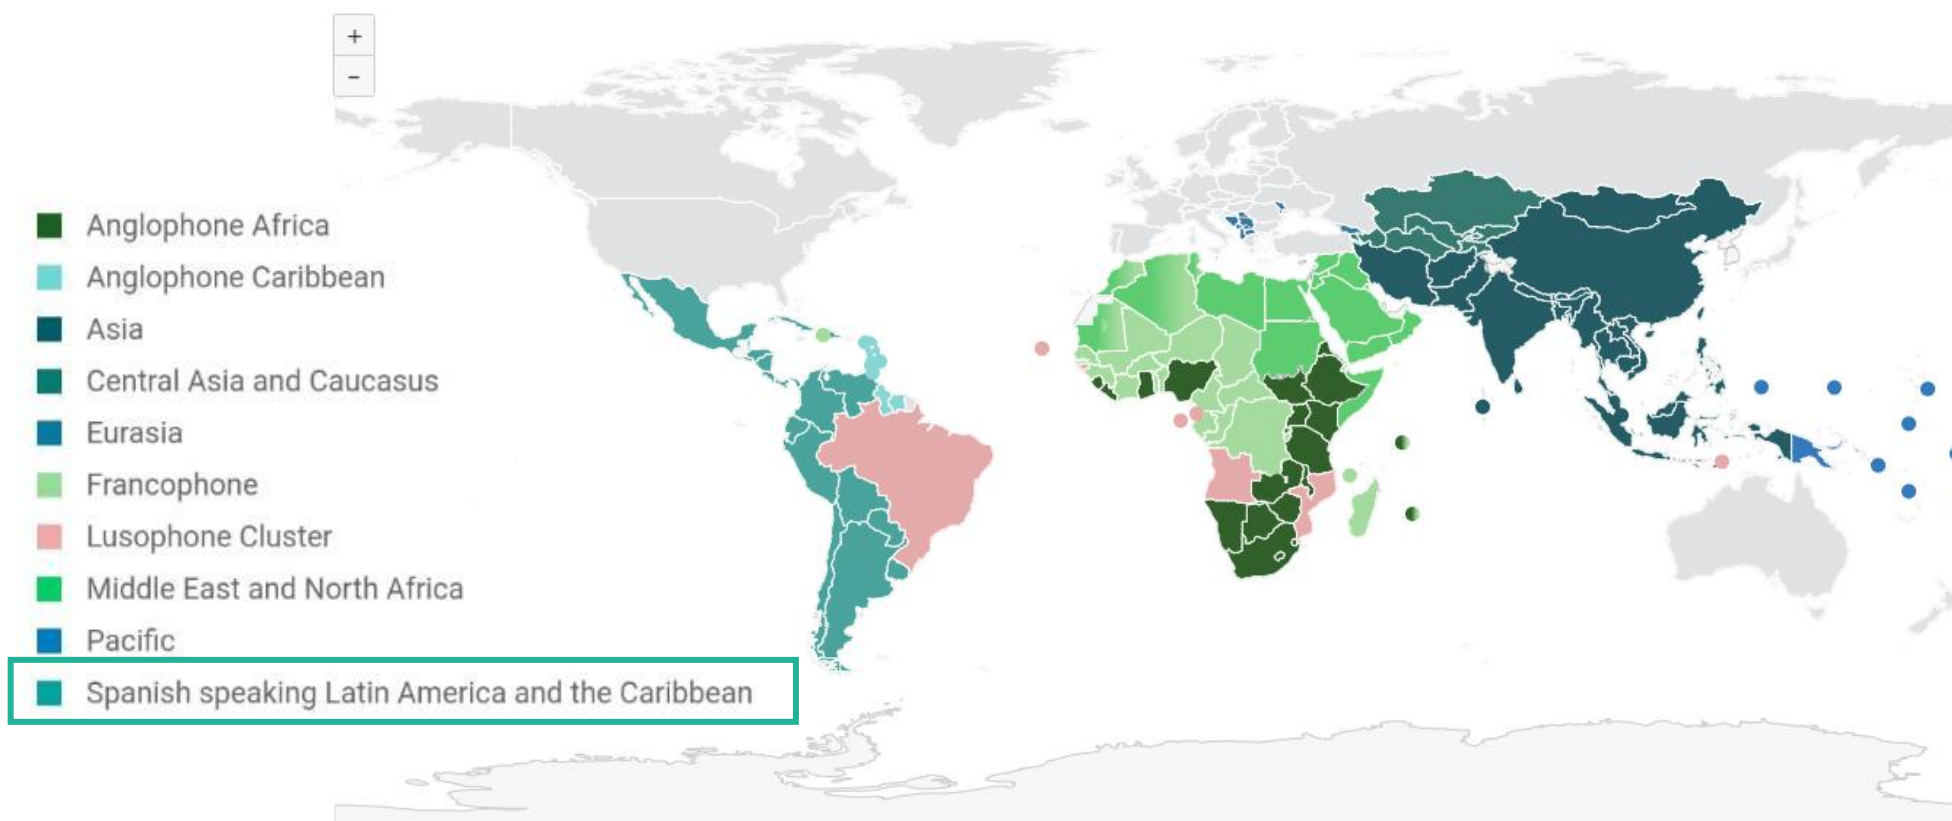 +
-
Anglophone Africa
Anglophone Caribbean
Asia
Central Asia and Caucasus
Eurasia
Francophone
Lusophone Cluster
Middle East and North Africa
Pacific
Spanish speaking Latin America and the Caribbean